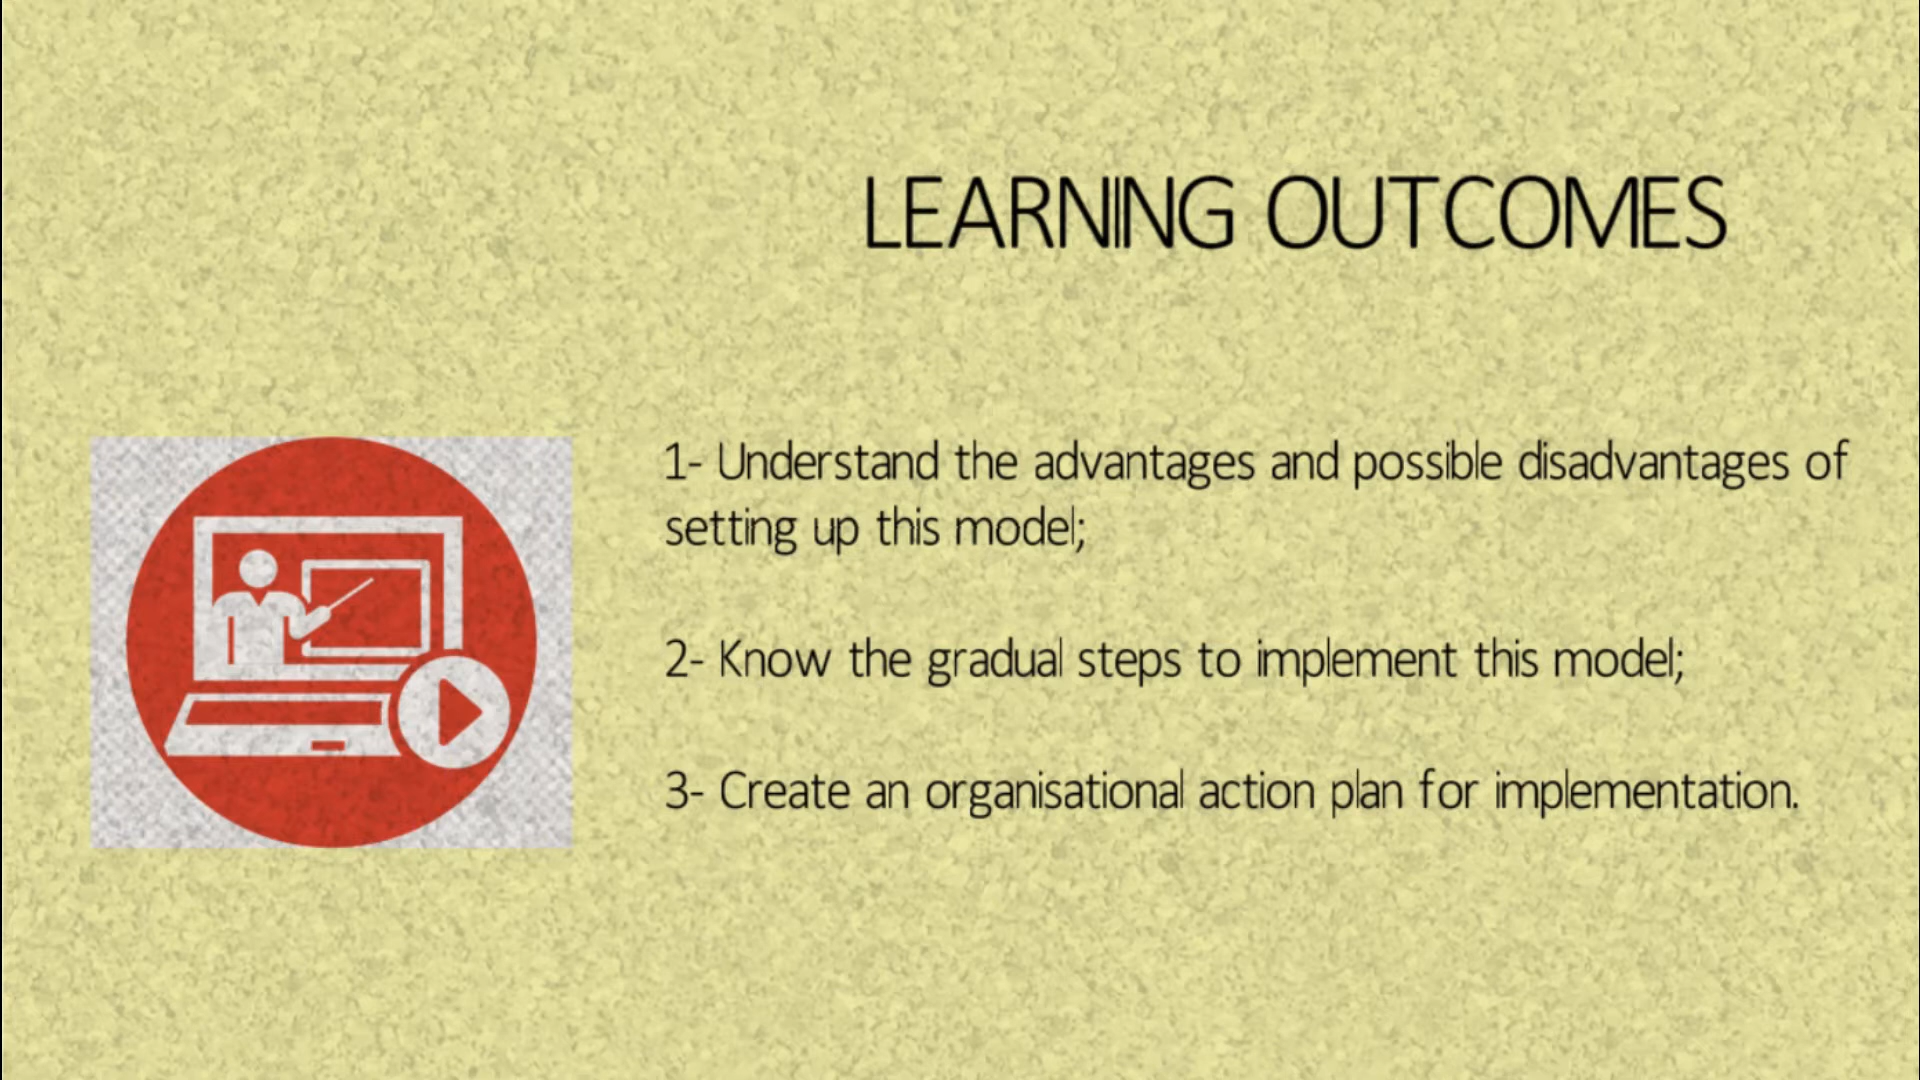 LEARNING OUTCOMES
1- Understand the advantages and possible disadvantages of
setting up this model;
2- Know the gradual steps to implement this model;
3- Create an organisational action plan for implementation.